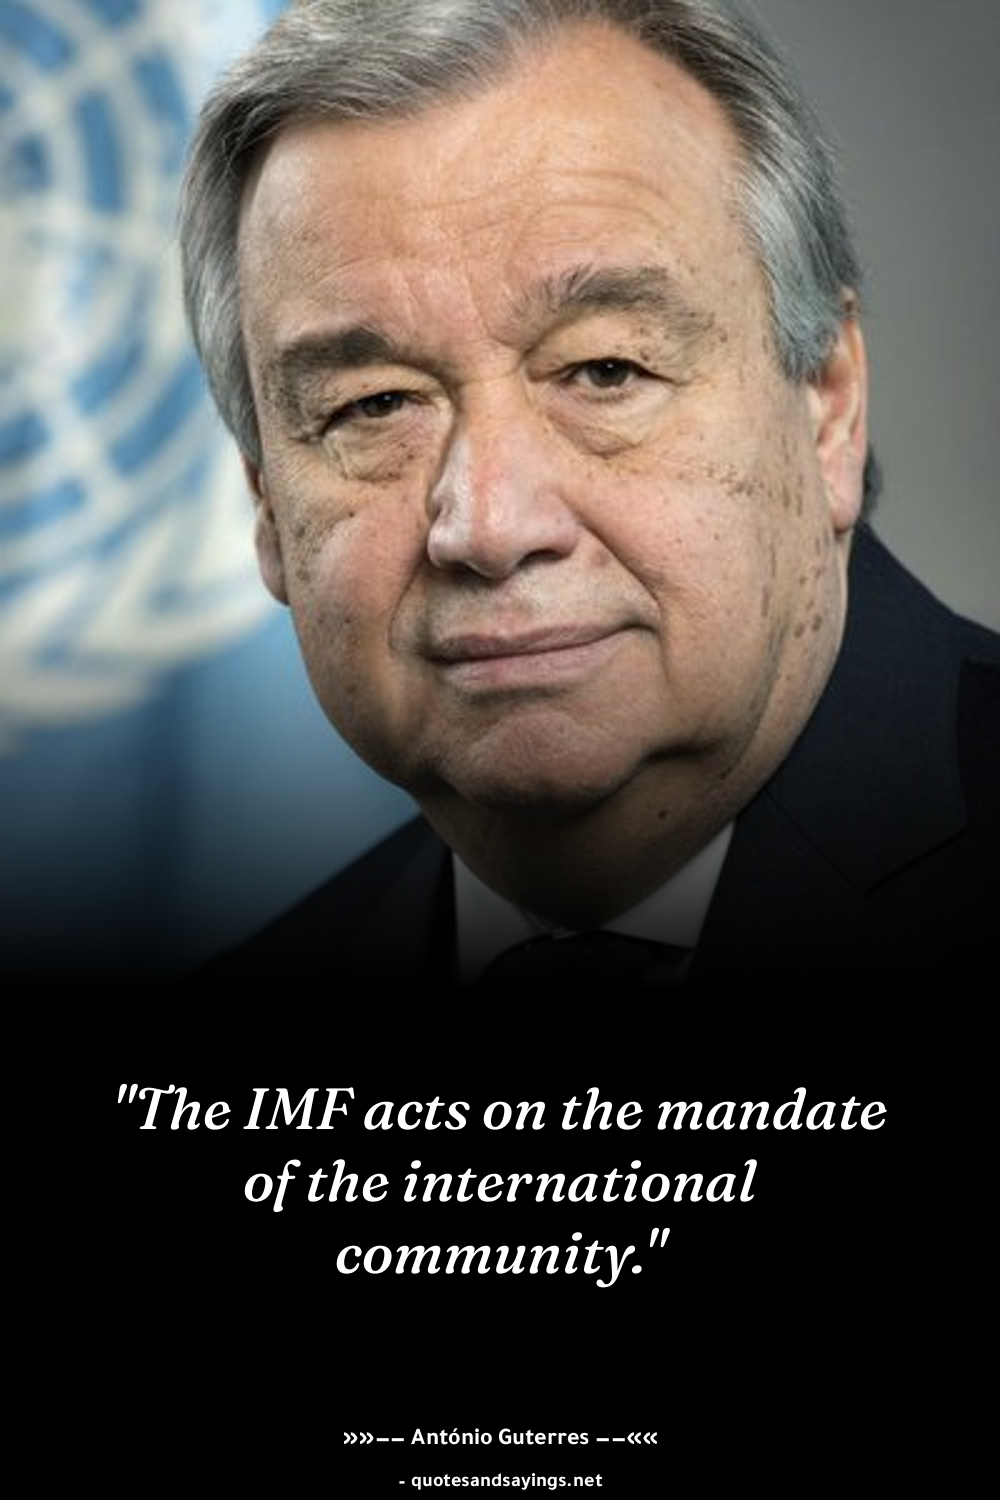 "The IMF acts on the mandate
of the international
community."
»»−− António Guterres −−««
- quotesandsayings.net